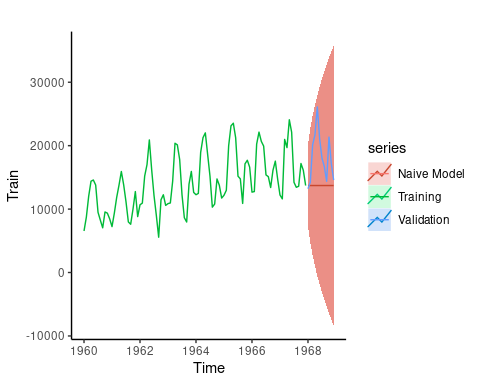 30000
20000
10000
0
-10000
Train
1960 1962 1964 1966 1968
Time
series
Naive Model
Training
Validation